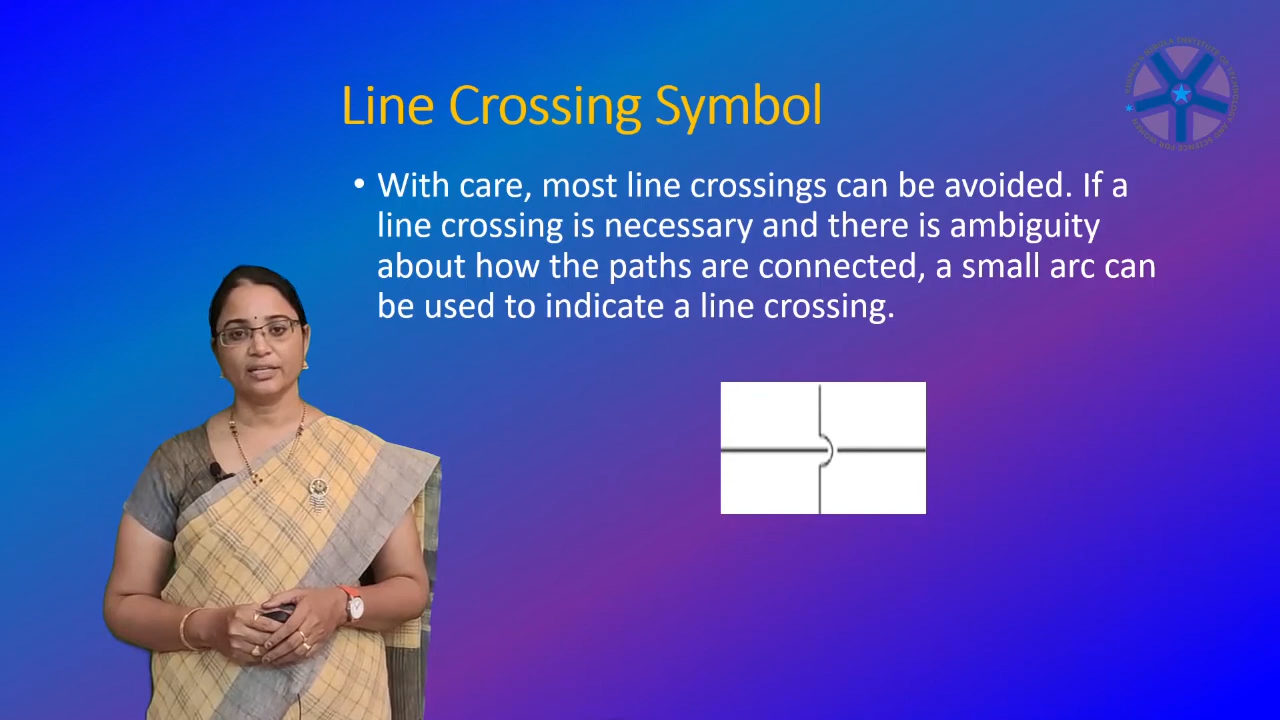 Line Crossing Symbol
• With care, most line crossings can be avoided. If a
line crossing is necessary and there is ambiguity
about how the paths are connected, a small arc can
be used to indicate a line crossing.